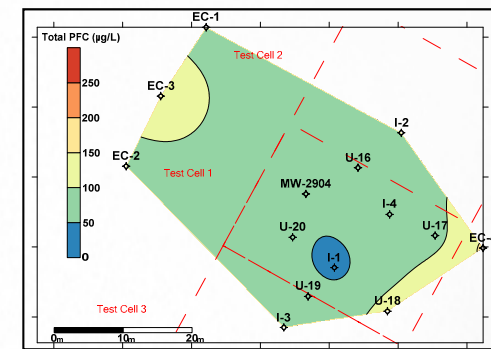 EC-1
Total PFC (µg/L)
Test Cell 2
250
200
150
100
50
0
EC-3
I-2
EC-2
Test Cell 1
U-16
MW-2904
I-4
U-20
U-17
EC-
I-1
U-19
U-18
Test Cell 3
I-3
0m 10m 20m